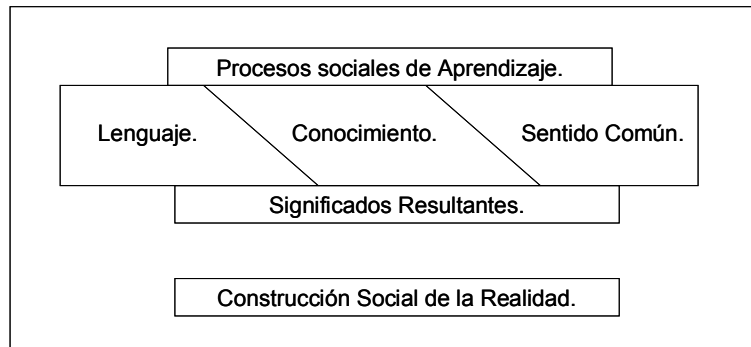 Procesos sociales de Aprendizaje.
Lenguaje. Conocimiento. Sentido Común.
Significados Resultantes.
Construcción Social de la Realidad.